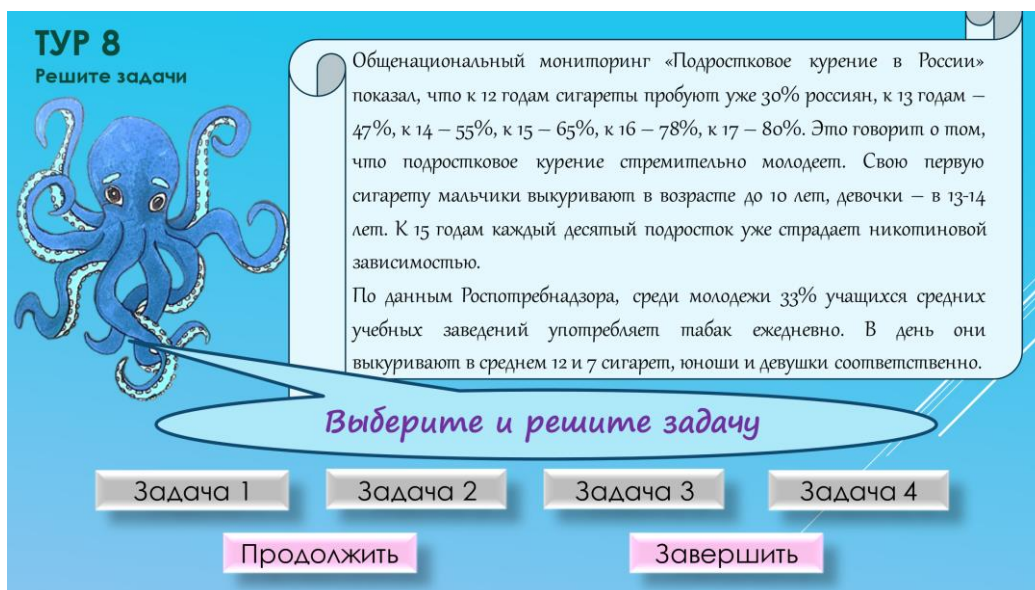 ТУР 8
Решите задачи
Общенациональный мониторинг «Подростковое курение в России»
показал, что к 12 годам сигареты пробуют уже 30% россиян, к 13 годам –
47%, к 14 – 55%, к 15 – 65%, к 16 – 78%, к 17 – 80%. Это говорит о том,
что подростковое курение стремительно молодеет. Свою первую
сигарету мальчики выкуривают в возрасте до 10 лет, девочки – в 13-14
лет. К 15 годам каждый десятый подросток уже страдает никотиновой
зависимостью.
По данным Роспотребнадзора, среди молодежи 33% учащихся средних
учебных заведений употребляет табак ежедневно. В день они
выкуривают в среднем 12 и 7 сигарет, юноши и девушки соответственно.
Выберите и решите задачу
Задача 1
Задача 2
Задача 3
Задача 4
Продолжить
Завершить